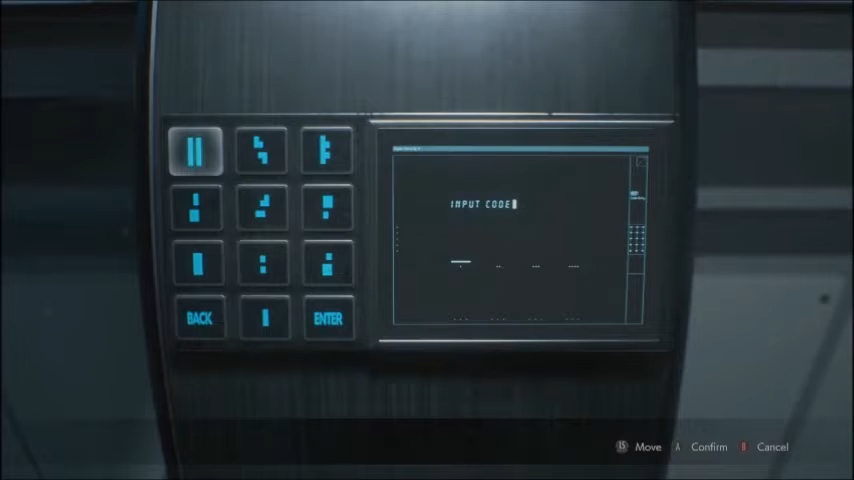 INPUT CODE
BACK
ENTER
Move
A Confirm
B Cancel